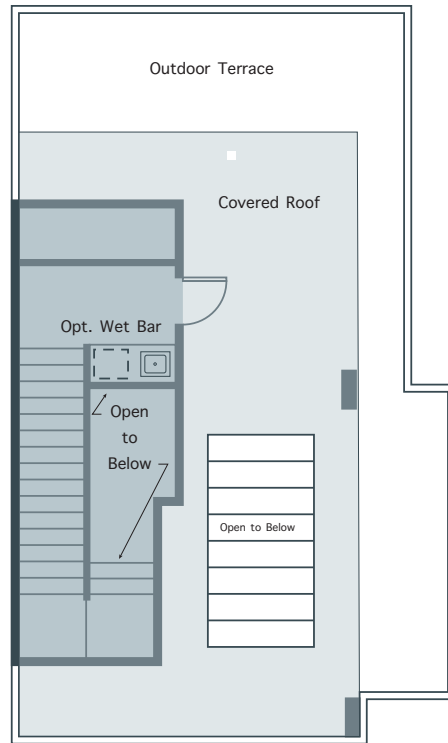 Outdoor Terrace
Covered Roof
Opt. Wet Bar
Open
to
Below
Open to Below